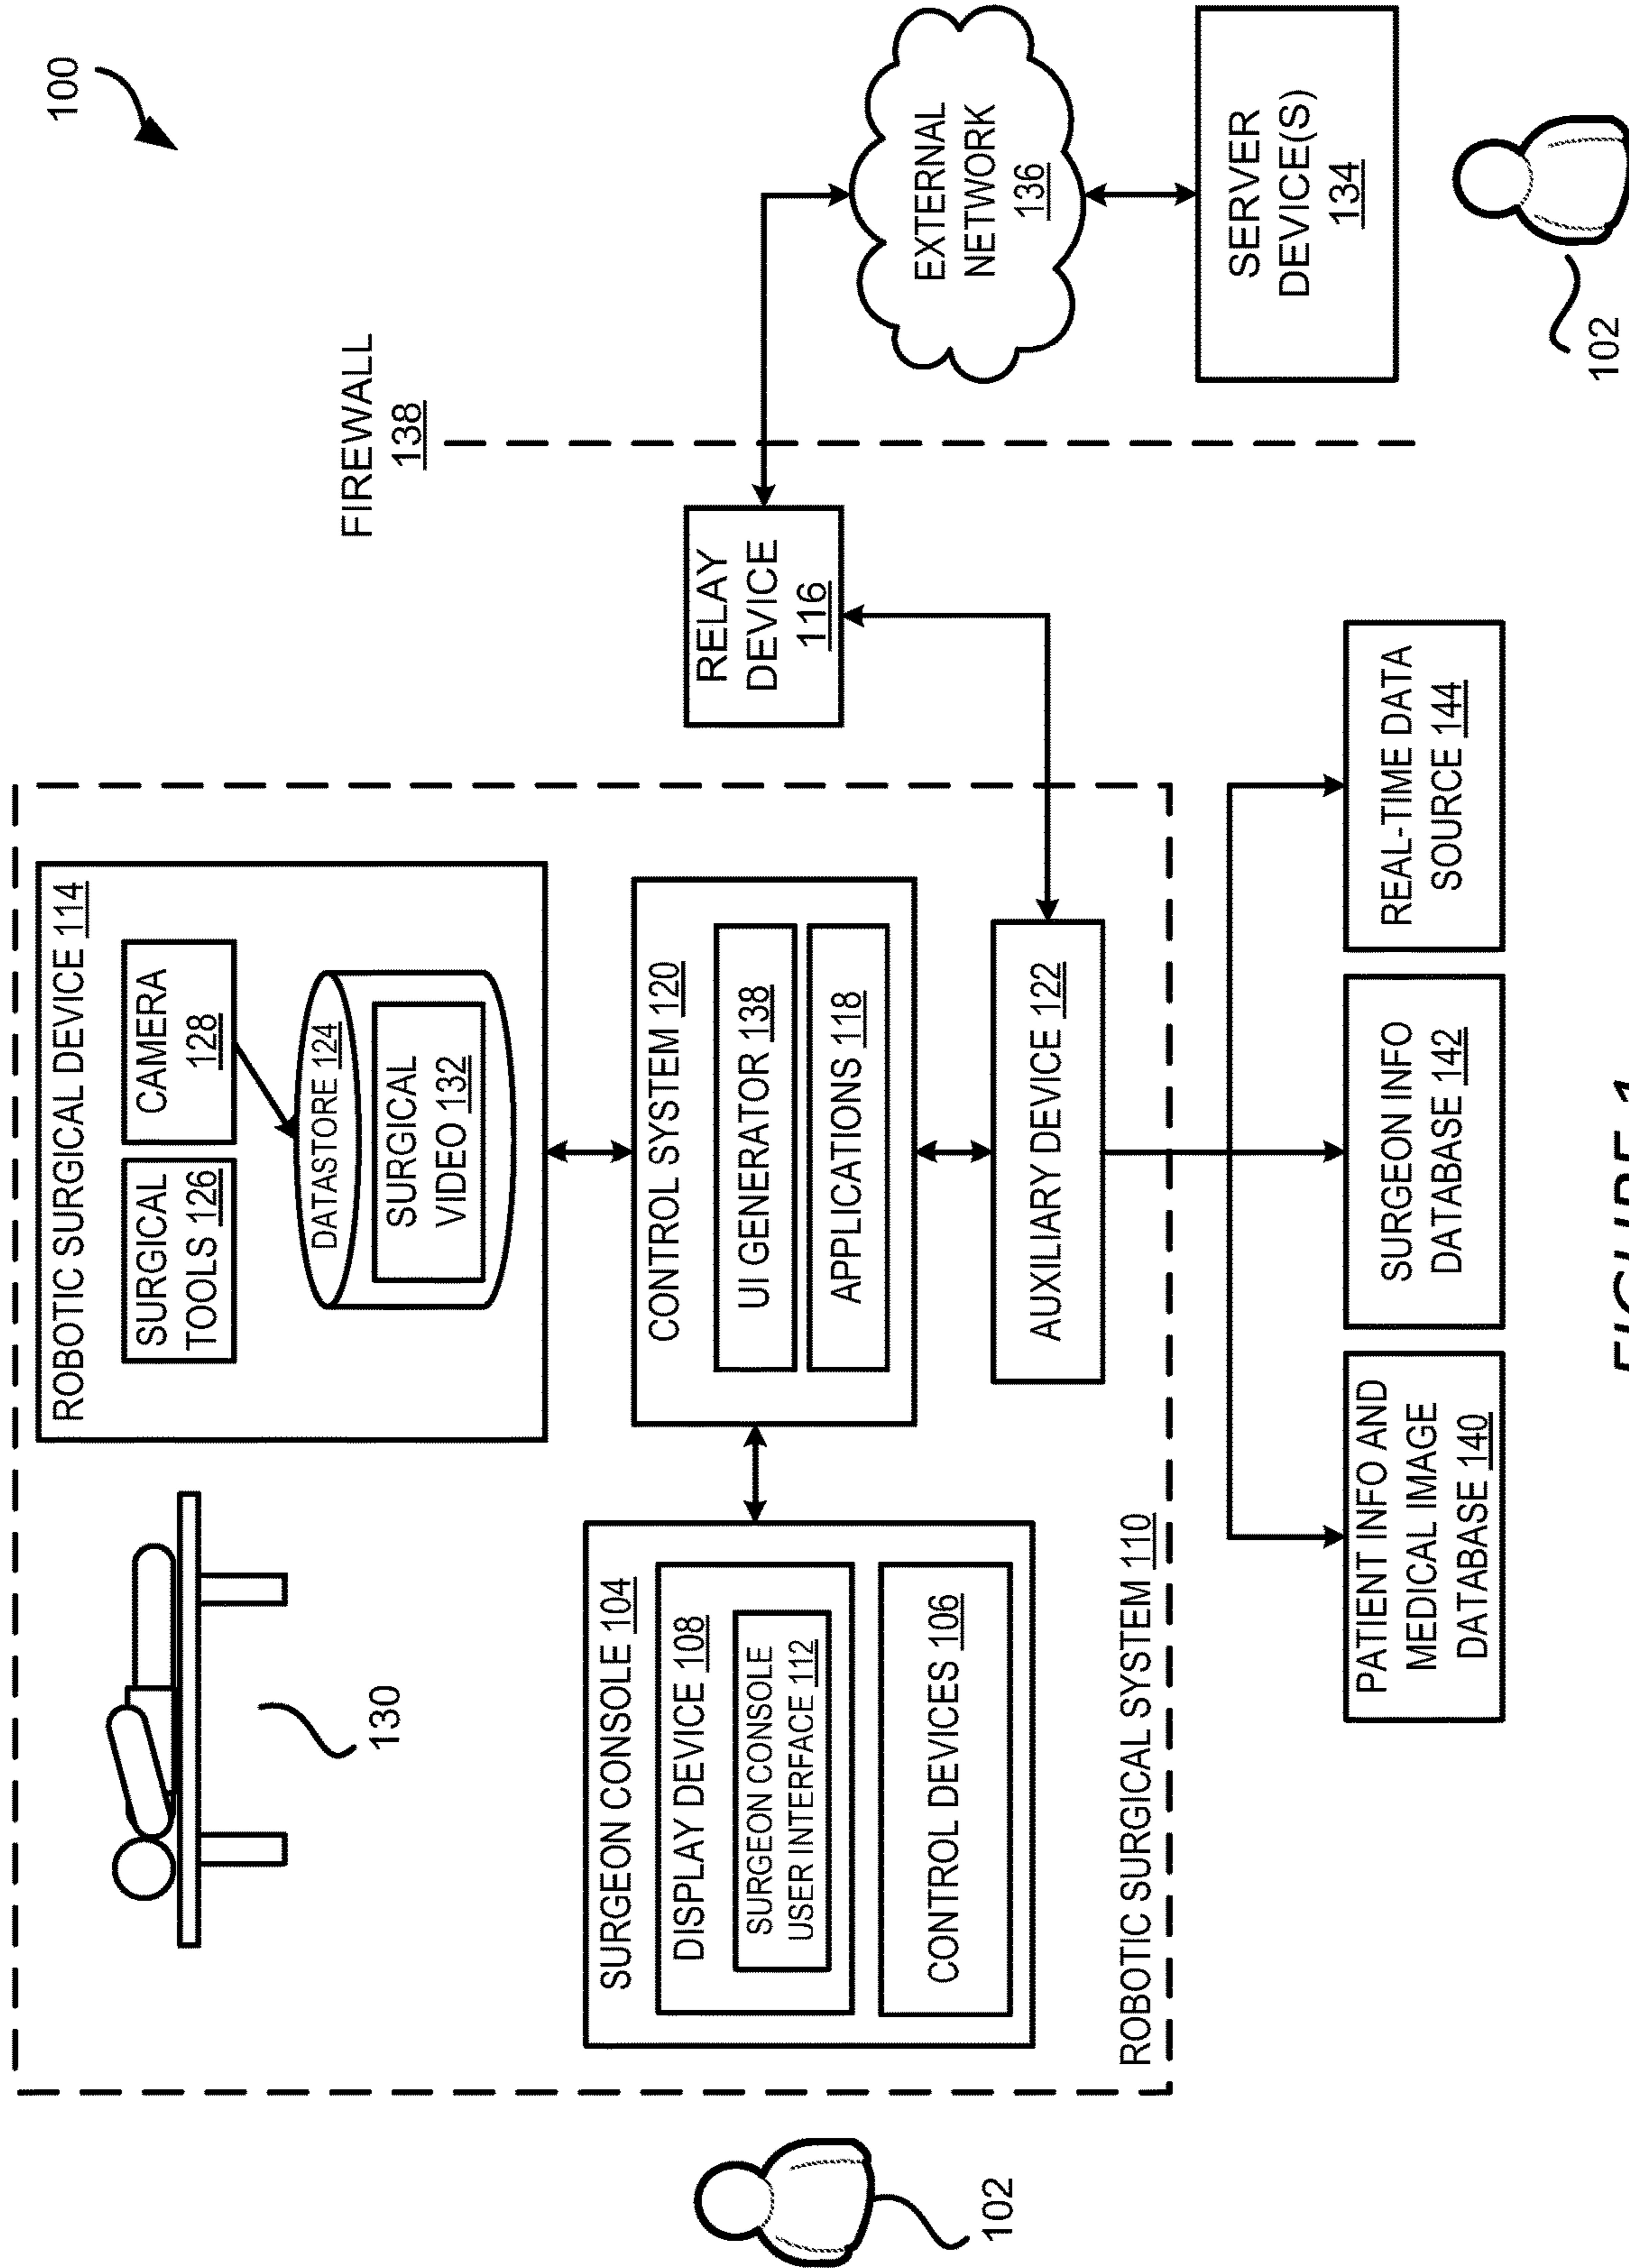 100
ROBOTIC SURGICAL DEVICE 114
SURGICAL
TOOLS 126
CAMERA
128
DATASTORE 124
SURGICAL
VIDEO 132
130
FIREWALL
138
SURGEON CONSOLE 104
DISPLAY DEVICE 108
SURGEON CONSOLE
USER INTERFACE 112
CONTROL DEVICES 106
CONTROL SYSTEM 120
UI GENERATOR 138
APPLICATIONS 118
RELAY
DEVICE
116
EXTERNAL
NETWORK
136
102
AUXILIARY DEVICE 122
ROBOTIC SURGICAL SYSTEM 110
SERVER
DEVICE(S)
134
PATIENT INFO AND
MEDICAL IMAGE
DATABASE 140
SURGEON INFO
DATABASE 142
REAL-TIME DATA
SOURCE 144
102
FIGURE 1